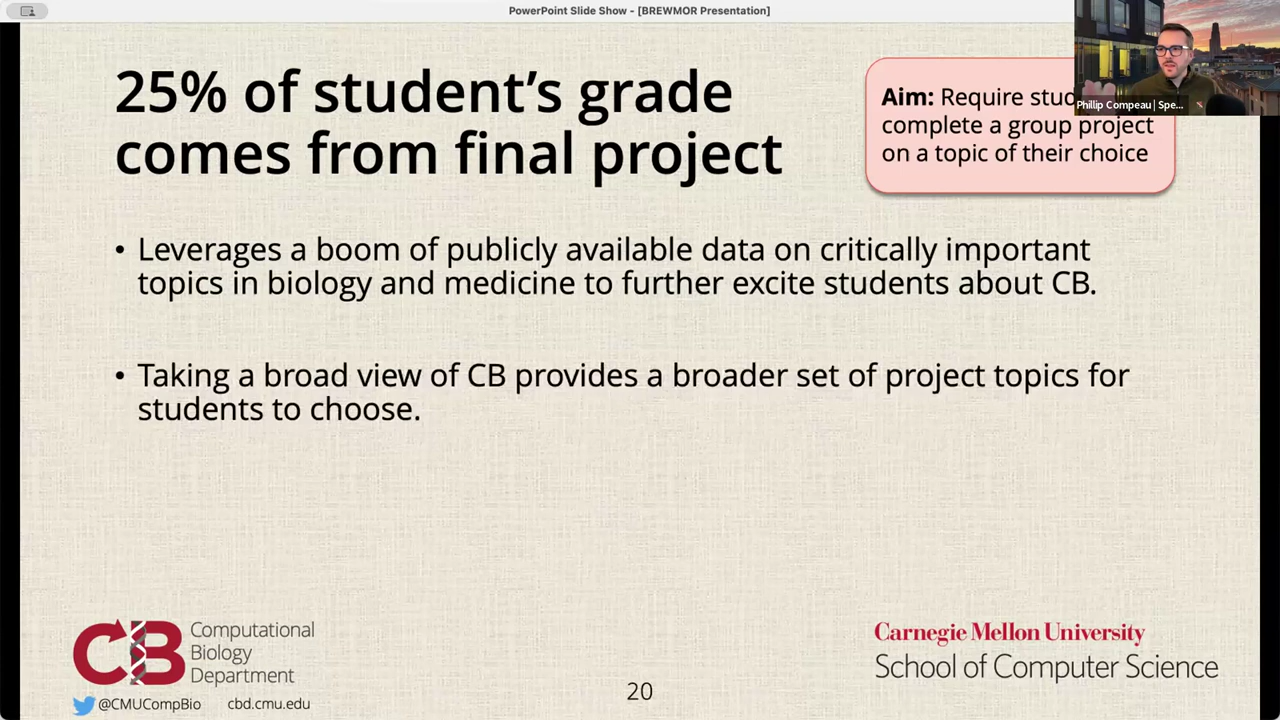 PowerPoint Slide Show - [BREWMOR Presentation]
25% of student's grade
comes from final project
Aim: Require
complete a group project
on a topic of their choice
Phillip Compeau | Spe...
• Leverages a boom of publicly available data on critically important
topics in biology and medicine to further excite students about CB.
• Taking a broad view of CB provides a broader set of project topics for
students to choose.
CB
Computational
Biology
Department
@CMUCompBio cbd.cmu.edu
20
Carnegie Mellon University
School of Computer Science